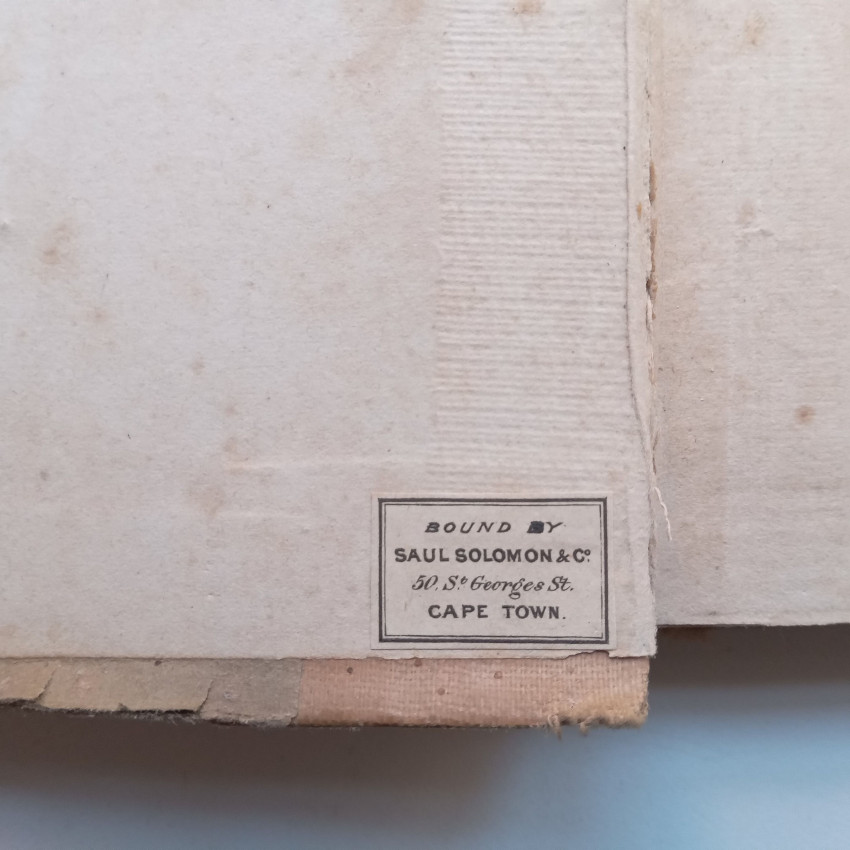 BOUND BY
SAUL SOLOMON & Cº
50. Sᵗ Georges St.
CAPE TOWN.